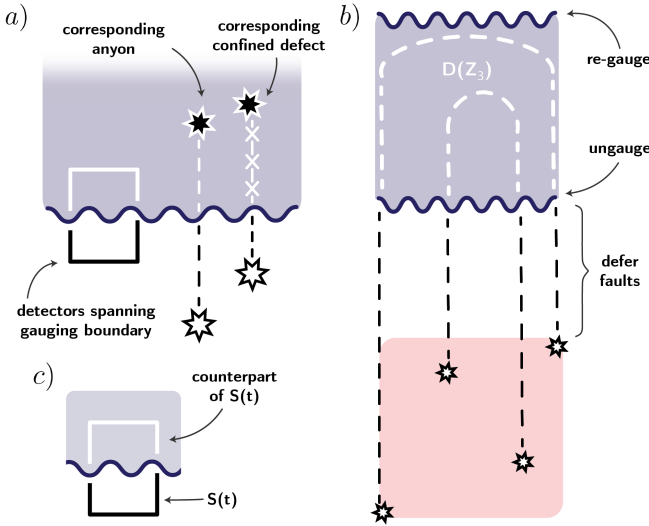 a)
corresponding
anyon
corresponding
confined defect
detectors spanning
gauging boundary
b)
re-gauge
D(Z₃)
ungauge
defer
faults
c)
counterpart
of S(t)
S(t)